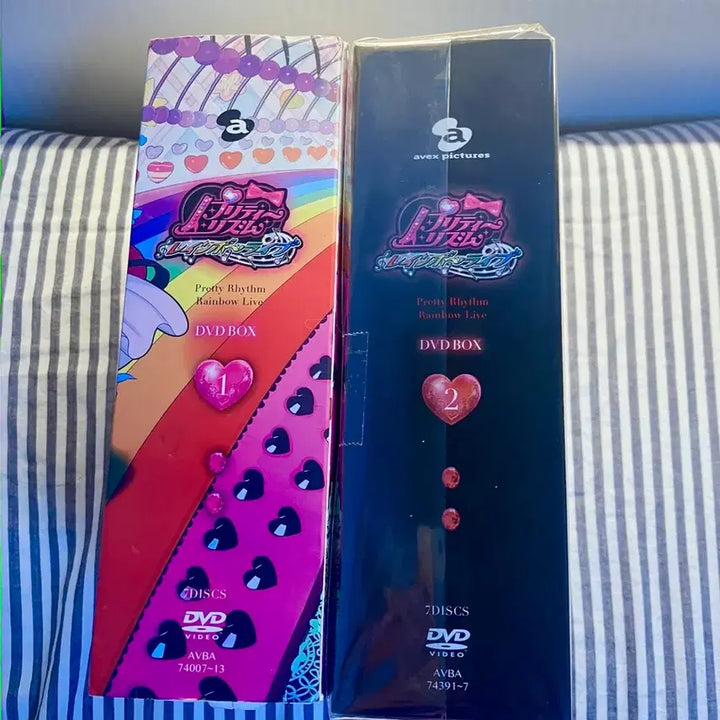 a
プリティー
リズム
レインボーライブ
Pretty Rhythm
Rainbow Live
DVD BOX
1
7DISCS
DVD
VIDEO
AVBA
74007~13
a
avex pictures
プリティー
リズム
レインボーライブ
Pretty Rhythm
Rainbow Live
DVD BOX
2
7DISCS
DVD
VIDEO
AVBA
74391~7